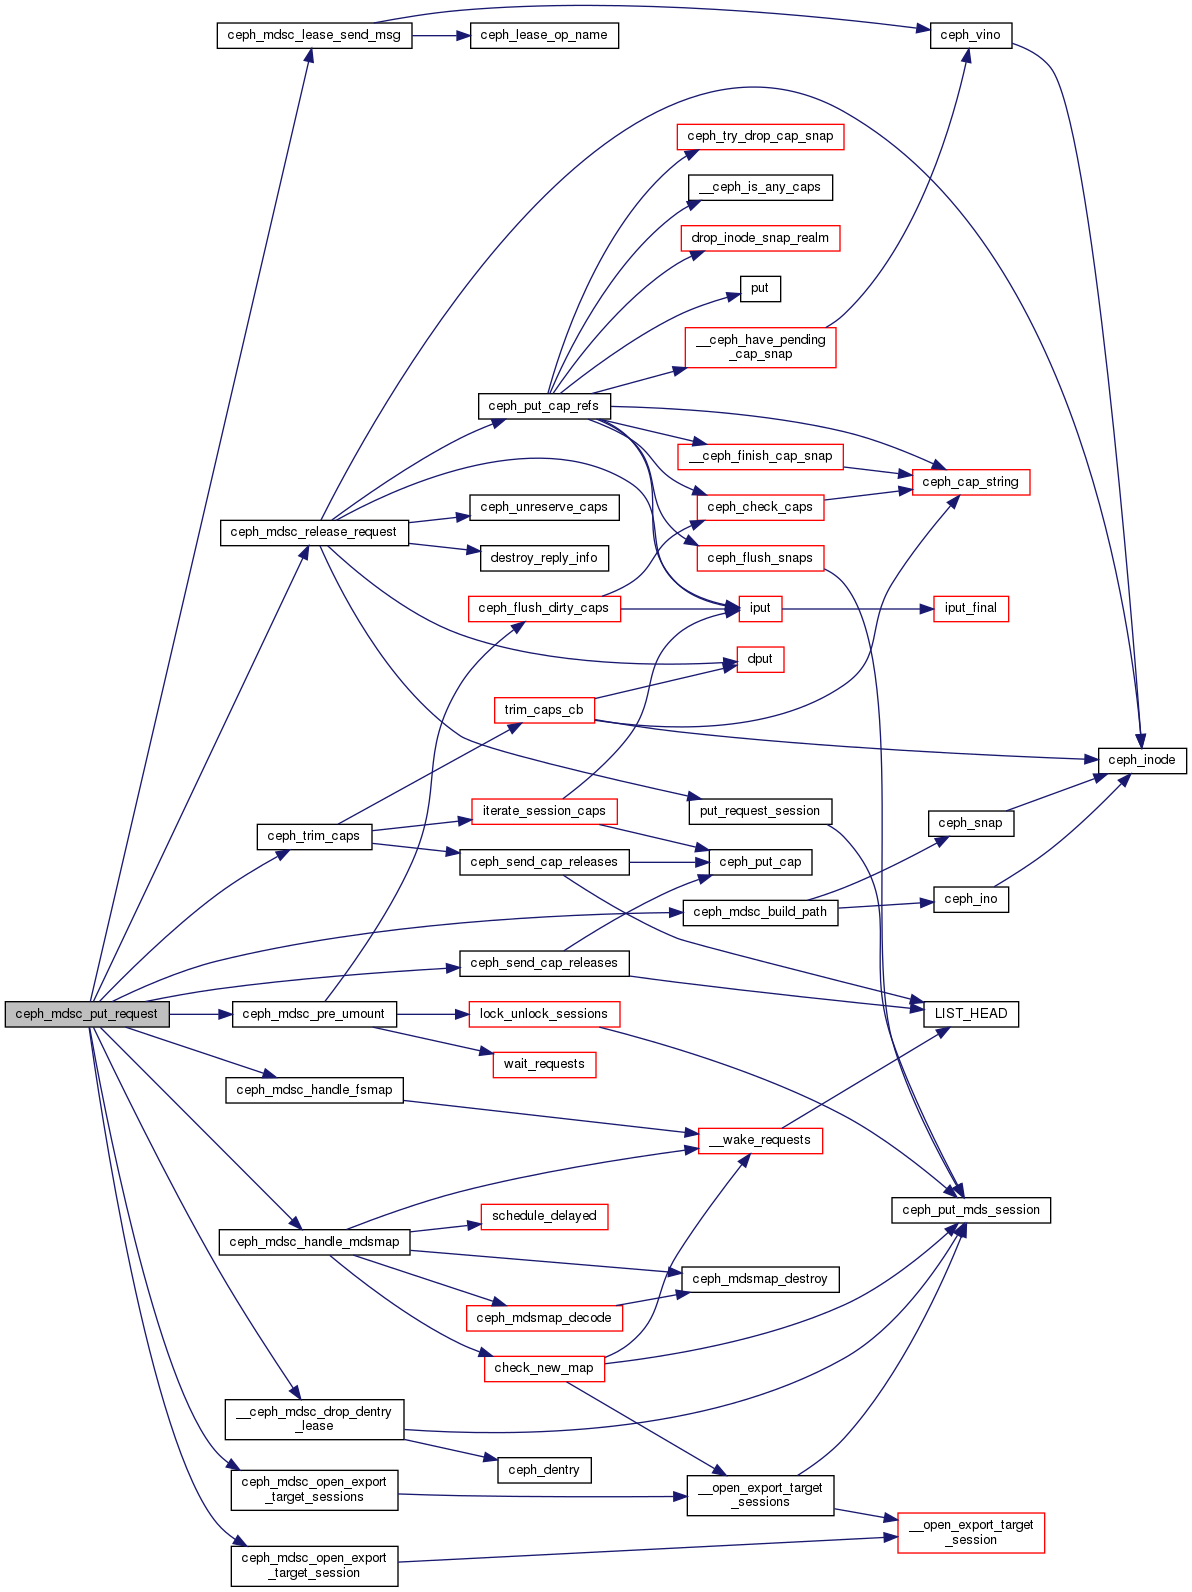 ceph_mdsc_lease_send_msg
ceph_lease_op_name
ceph_vino
ceph_try_drop_cap_snap
__ceph_is_any_caps
drop_inode_snap_realm
put
__ceph_have_pending
_cap_snap
ceph_put_cap_refs
__ceph_finish_cap_snap
ceph_cap_string
ceph_unreserve_caps
ceph_check_caps
ceph_mdsc_release_request
destroy_reply_info
ceph_flush_snaps
ceph_flush_dirty_caps
iput
iput_final
dput
trim_caps_cb
ceph_inode
iterate_session_caps
put_request_session
ceph_snap
ceph_trim_caps
ceph_send_cap_releases
ceph_put_cap
ceph_mdsc_build_path
ceph_ino
ceph_send_cap_releases
ceph_mdsc_put_request
ceph_mdsc_pre_umount
lock_unlock_sessions
LIST_HEAD
wait_requests
ceph_mdsc_handle_fsmap
__wake_requests
schedule_delayed
ceph_put_mds_session
ceph_mdsc_handle_mdsmap
ceph_mdsmap_destroy
ceph_mdsmap_decode
check_new_map
__ceph_mdsc_drop_dentry
_lease
ceph_dentry
ceph_mdsc_open_export
_target_sessions
__open_export_target
_sessions
__open_export_target
_session
ceph_mdsc_open_export
_target_session